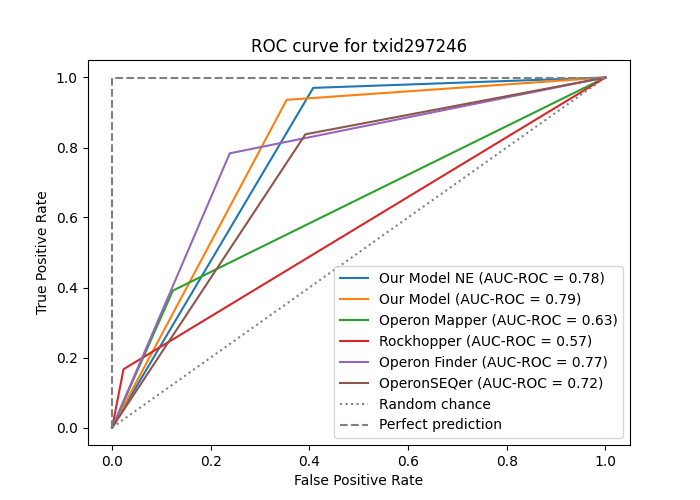 ROC curve for txid297246
True Positive Rate
1.0
0.8
0.6
0.4
0.2
0.0
Our Model NE (AUC-ROC = 0.78)
Our Model (AUC-ROC = 0.79)
Operon Mapper (AUC-ROC = 0.63)
Rockhopper (AUC-ROC = 0.57)
Operon Finder (AUC-ROC = 0.77)
OperonSEQer (AUC-ROC = 0.72)
Random chance
Perfect prediction
0.0 0.2 0.4 0.6 0.8 1.0
False Positive Rate